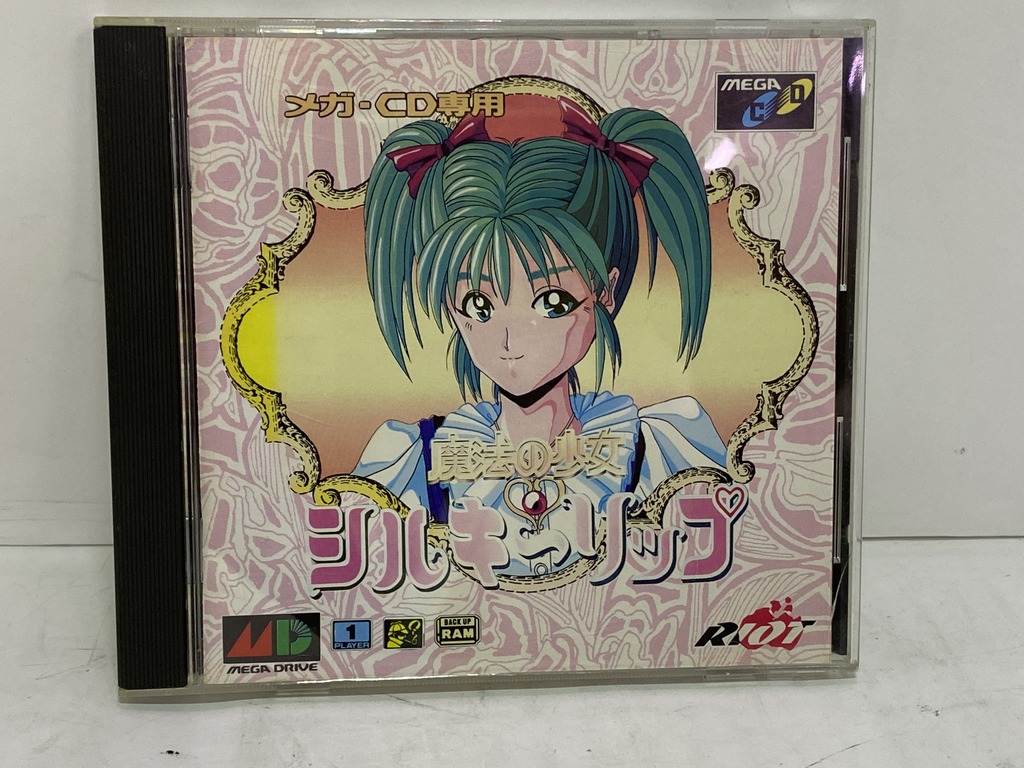 メガ・CD専用
MEGA
CD
魔法の少女
シルキーリップ
MD
MEGA DRIVE
1
PLAYER
BACK UP
RAM
RIOT